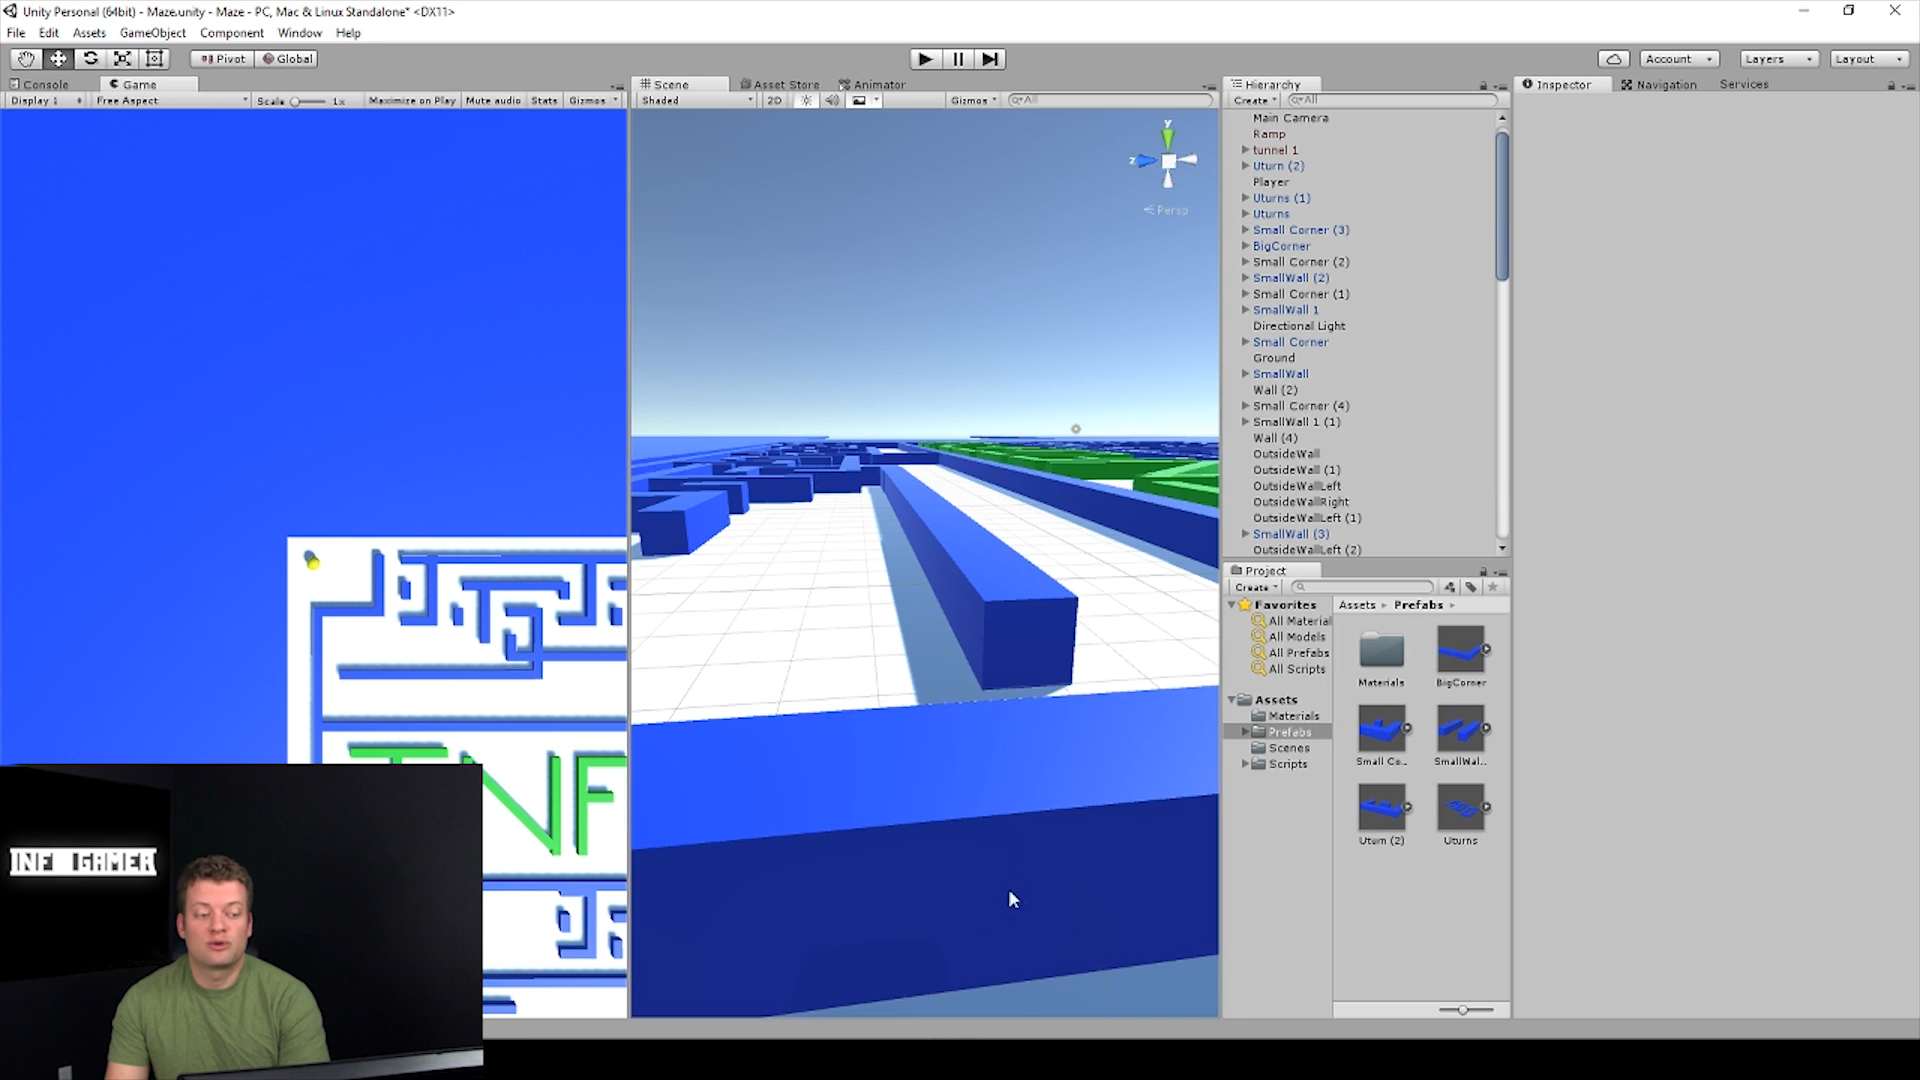 Unity Personal (64bit) - Maze.unity - Maze - PC, Mac & Linux Standalone* <DX11>
File Edit Assets GameObject Component Window Help
Pivot Global Account Layers Layout
Console Game
Display 1 Free Aspect Scale 1x Maximize on Play Mute audio Stats Gizmos
Scene Asset Store Animator
Shaded 2D Gizmos All
y
z
Persp
INF
INF GAMER
Hierarchy
Create All
Main Camera
Ramp
tunnel 1
Uturn (2)
Player
Uturns (1)
Uturns
Small Corner (3)
BigCorner
Small Corner (2)
SmallWall (2)
Small Corner (1)
SmallWall 1
Directional Light
Small Corner
Ground
SmallWall
Wall (2)
Small Corner (4)
SmallWall 1 (1)
Wall (4)
OutsideWall
OutsideWall (1)
OutsideWallLeft
OutsideWallRight
OutsideWallLeft (1)
SmallWall (3)
OutsideWallLeft (2)
Project
Create
Favorites
All Material
All Models
All Prefabs
All Scripts
Assets
Materials
Prefabs
Scenes
Scripts
Assets Prefabs
Materials BigCorner
Small Co... SmallWal...
Uturn (2) Uturns
Inspector Navigation Services